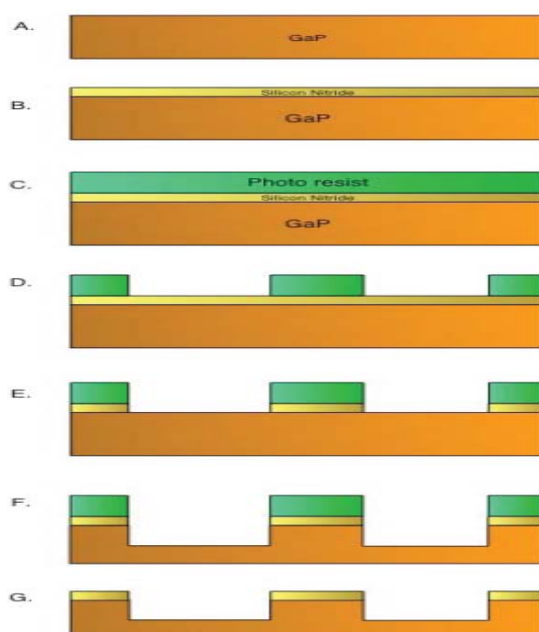 A.
GaP
Silicon Nitride
B.
GaP
Photo resist
C.
Silicon Nitride
GaP
D.
E.
F.
G.